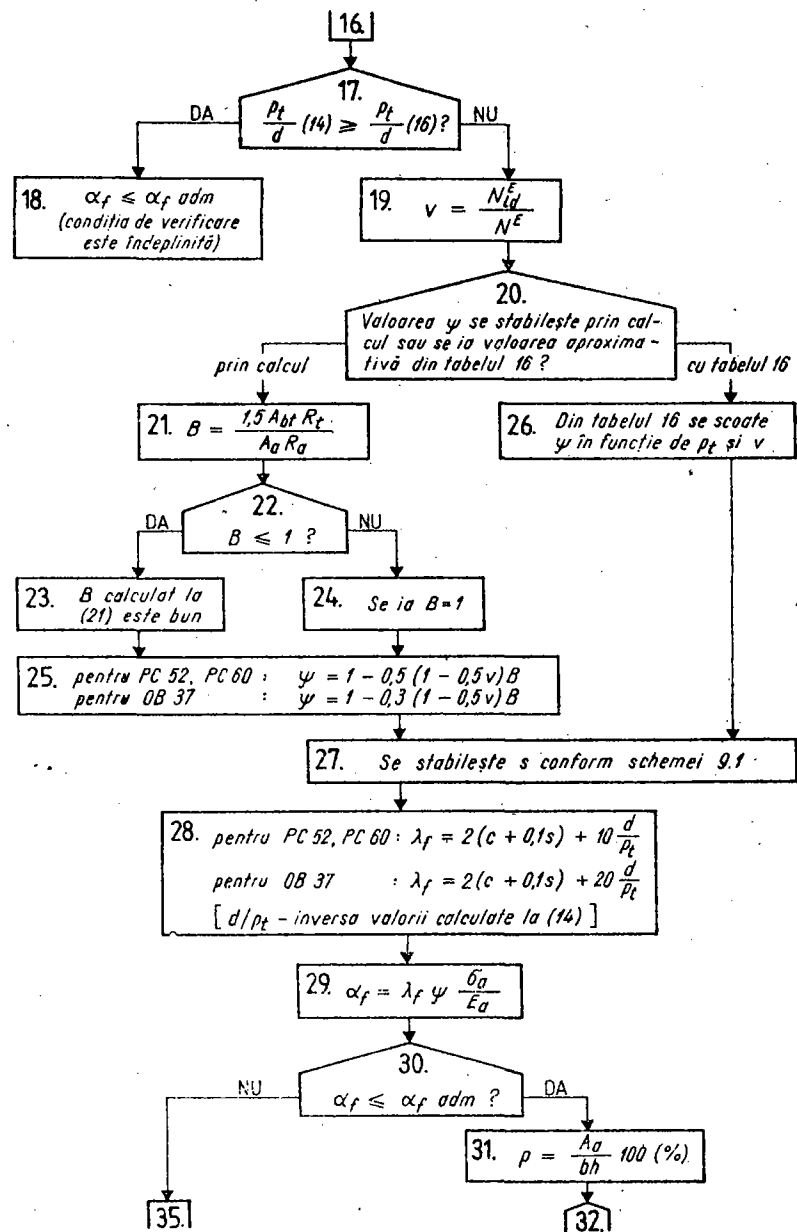 16.
17.
DA
p_t/d (14) ⩾ p_t/d (16)?
NU
18. α_f ⩽ α_f adm
(condiția de verificare
este îndeplinită)
19. ν = N^E_ld / N^E
20.
Valoarea ψ se stabilește prin cal-
cul sau se ia valoarea aproxima-
tivă din tabelul 16 ?
prin calcul
cu tabelul 16
21. B = 1,5 A_bt R_t / A_a R_a
26. Din tabelul 16 se scoate
ψ în funcție de p_t și ν
22.
DA
NU
B ⩽ 1 ?
23. B calculat la
(21) este bun
24. Se ia B=1
25. pentru PC 52, PC 60 : ψ = 1 – 0,5 (1 – 0,5 ν) B
pentru OB 37 : ψ = 1 – 0,3 (1 – 0,5 ν) B
27. Se stabilește s conform schemei 9.1
28. pentru PC 52, PC 60 : λ_f = 2 (c + 0,1s) + 10 d/p_t
pentru OB 37 : λ_f = 2 (c + 0,1s) + 20 d/p_t
[ d/p_t – inversa valorii calculate la (14) ]
29. α_f = λ_f ψ σ_a/E_a
30.
NU
DA
α_f ⩽ α_f adm ?
31. p = A_a/bh 100 (%)
35.
32.